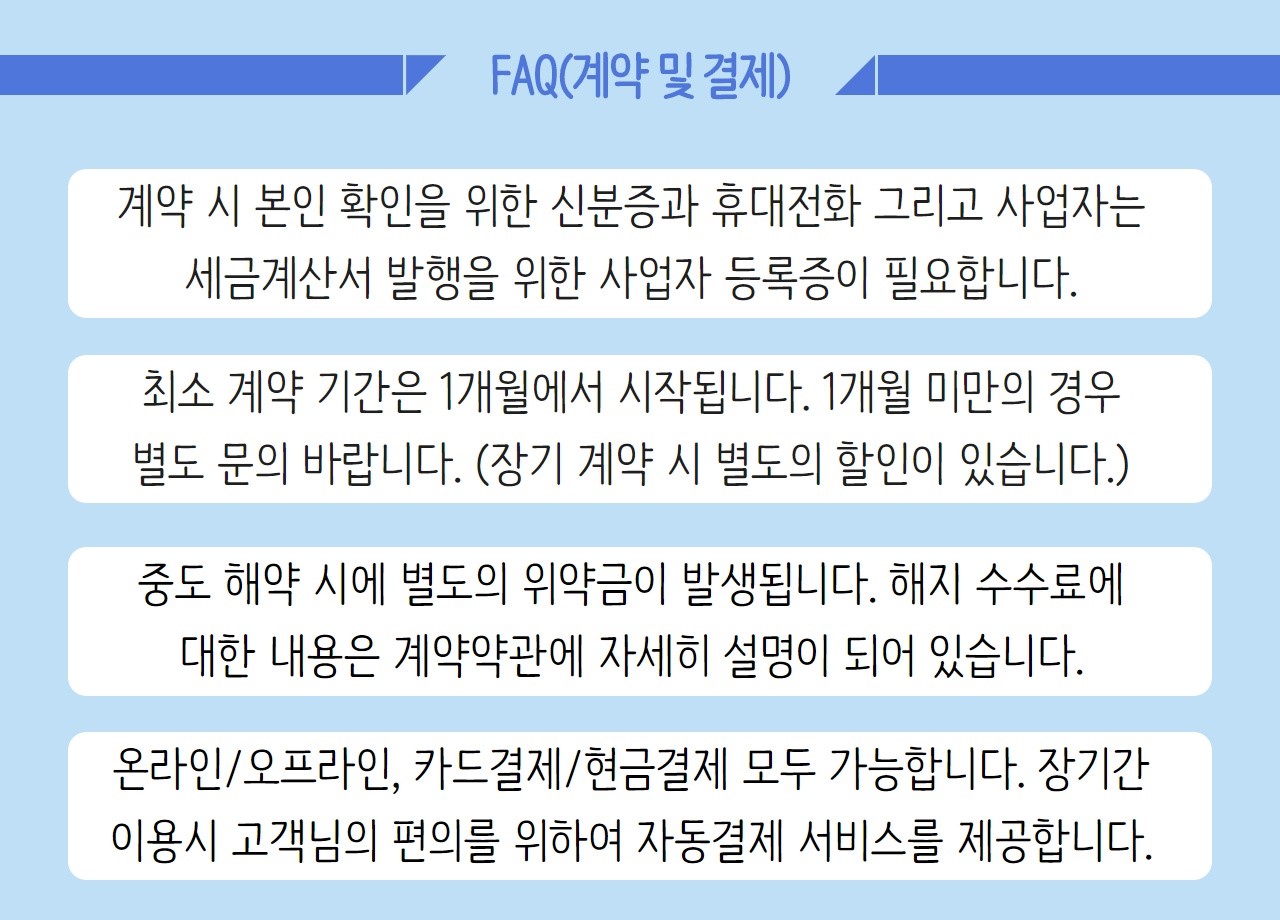 FAQ(계약 및 결제)
계약 시 본인 확인을 위한 신분증과 휴대전화 그리고 사업자는
세금계산서 발행을 위한 사업자 등록증이 필요합니다.
최소 계약 기간은 1개월에서 시작됩니다. 1개월 미만의 경우
별도 문의 바랍니다. (장기 계약 시 별도의 할인이 있습니다.)
중도 해약 시에 별도의 위약금이 발생됩니다. 해지 수수료에
대한 내용은 계약약관에 자세히 설명이 되어 있습니다.
온라인/오프라인, 카드결제/현금결제 모두 가능합니다. 장기간
이용시 고객님의 편의를 위하여 자동결제 서비스를 제공합니다.